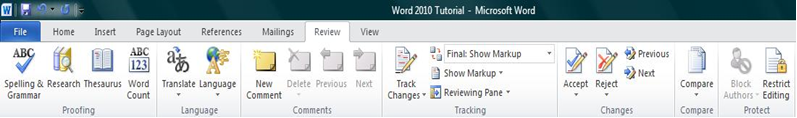 Word 2010 Tutorial - Microsoft Word
File Home Insert Page Layout References Mailings Review View
ABC
Spelling & Grammar
Research
Thesaurus
ABC
123
Word Count
Proofing
Translate
Language
Language
New Comment
Delete
Previous
Next
Comments
Track Changes
Final: Show Markup
Show Markup
Reviewing Pane
Tracking
Accept
Reject
Previous
Next
Changes
Compare
Compare
Block Authors
Restrict Editing
Protect